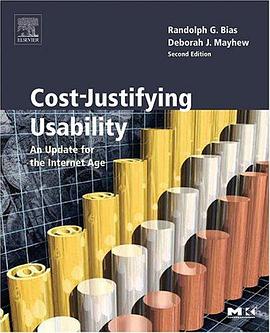 ELSEVIER
Randolph G. Bias
Deborah J. Mayhew
Second Edition
Cost-Justifying
Usability
An Update for
the Internet Age
MK